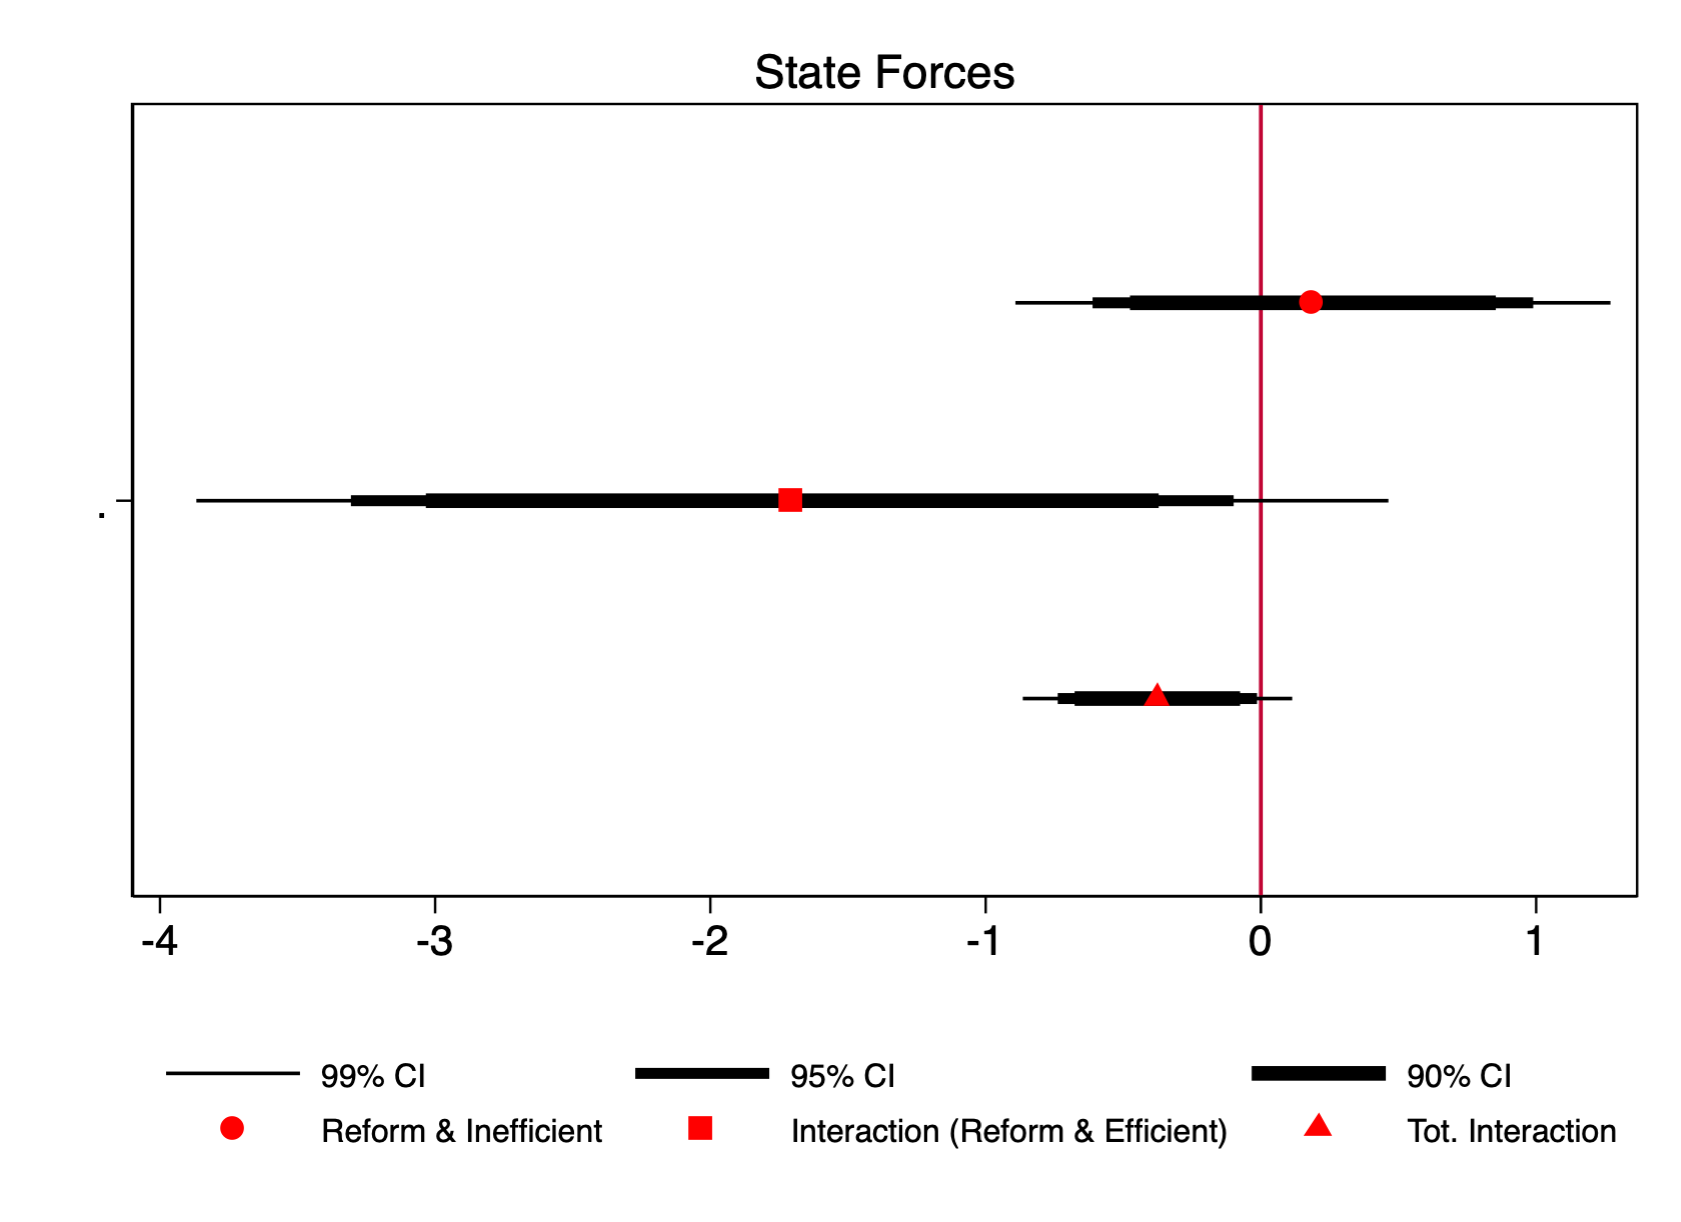 State Forces
.
-4 -3 -2 -1 0 1
99% CI 95% CI 90% CI
Reform & Inefficient Interaction (Reform & Efficient) Tot. Interaction